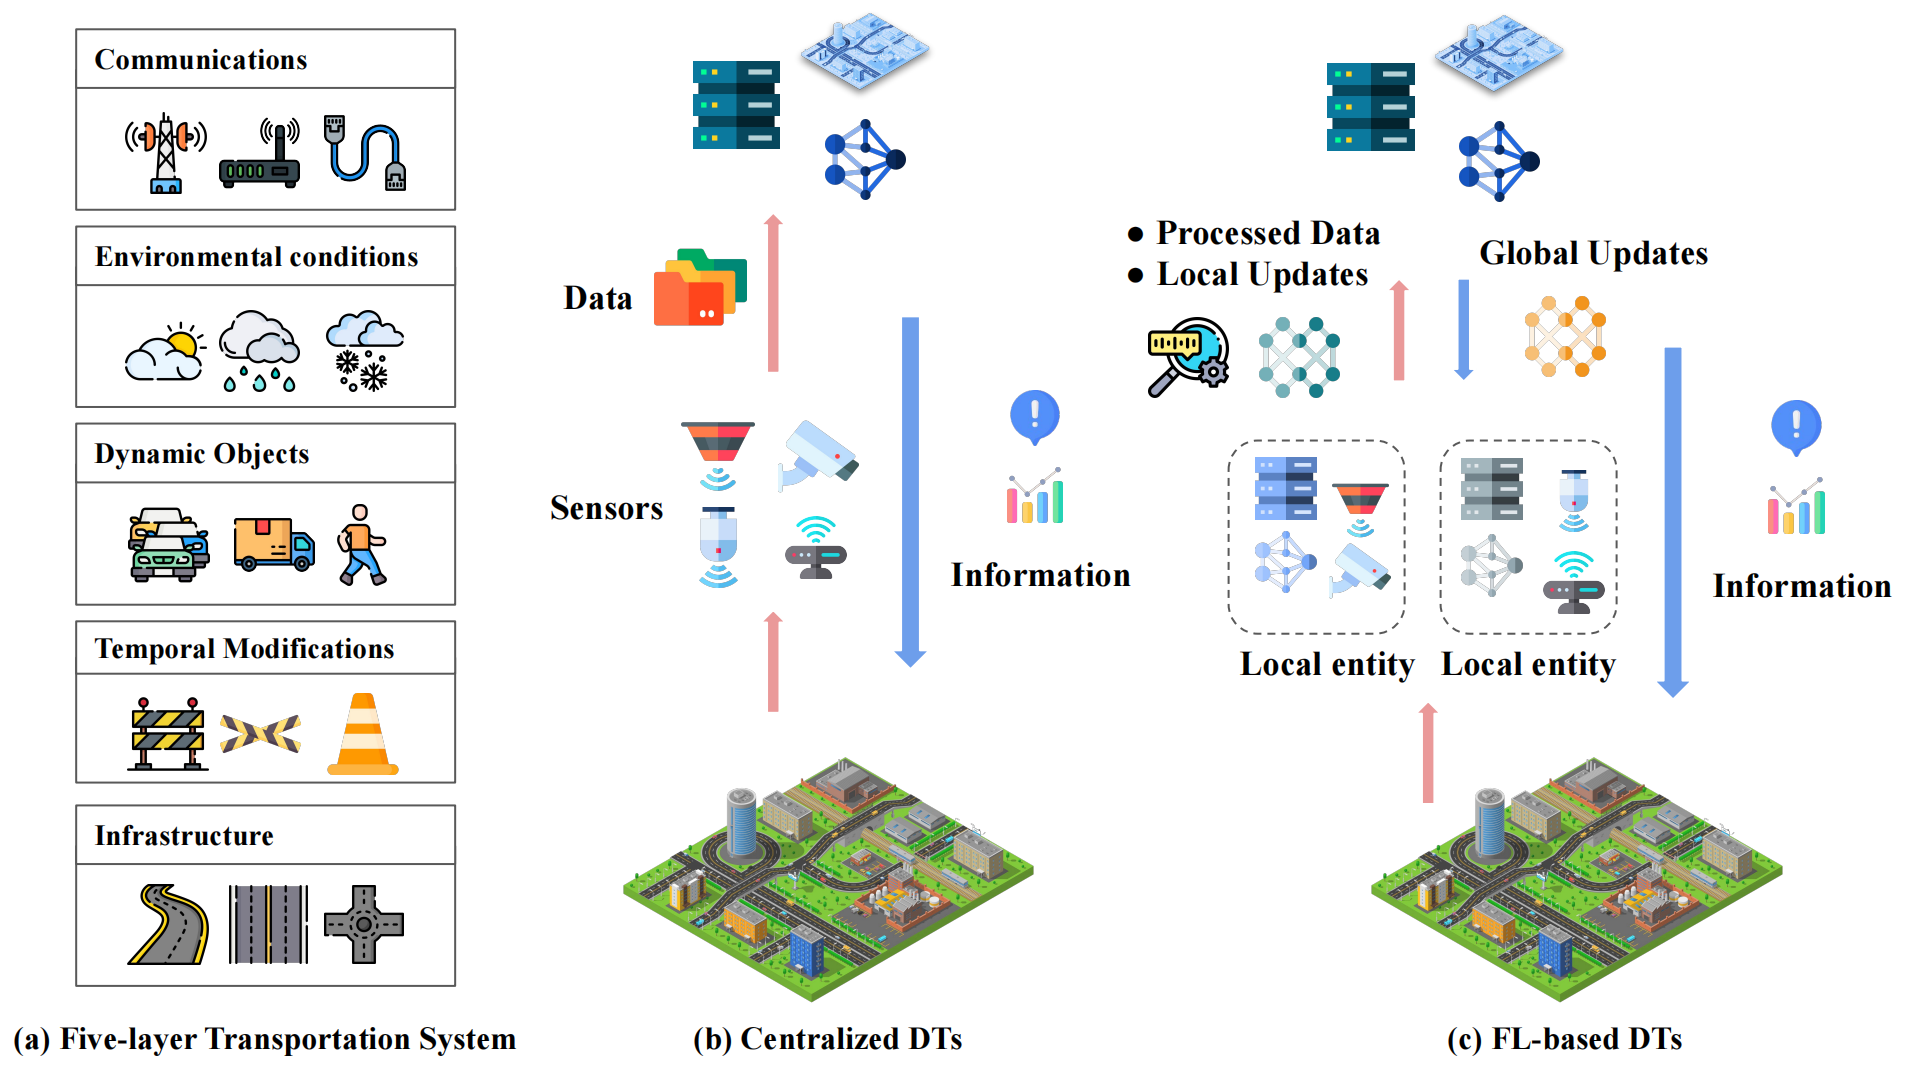 Communications
Environmental conditions
Dynamic Objects
Temporal Modifications
Infrastructure
(a) Five-layer Transportation System
Data
Sensors
Information
(b) Centralized DTs
● Processed Data
● Local Updates
Global Updates
Local entity
Local entity
Information
(c) FL-based DTs